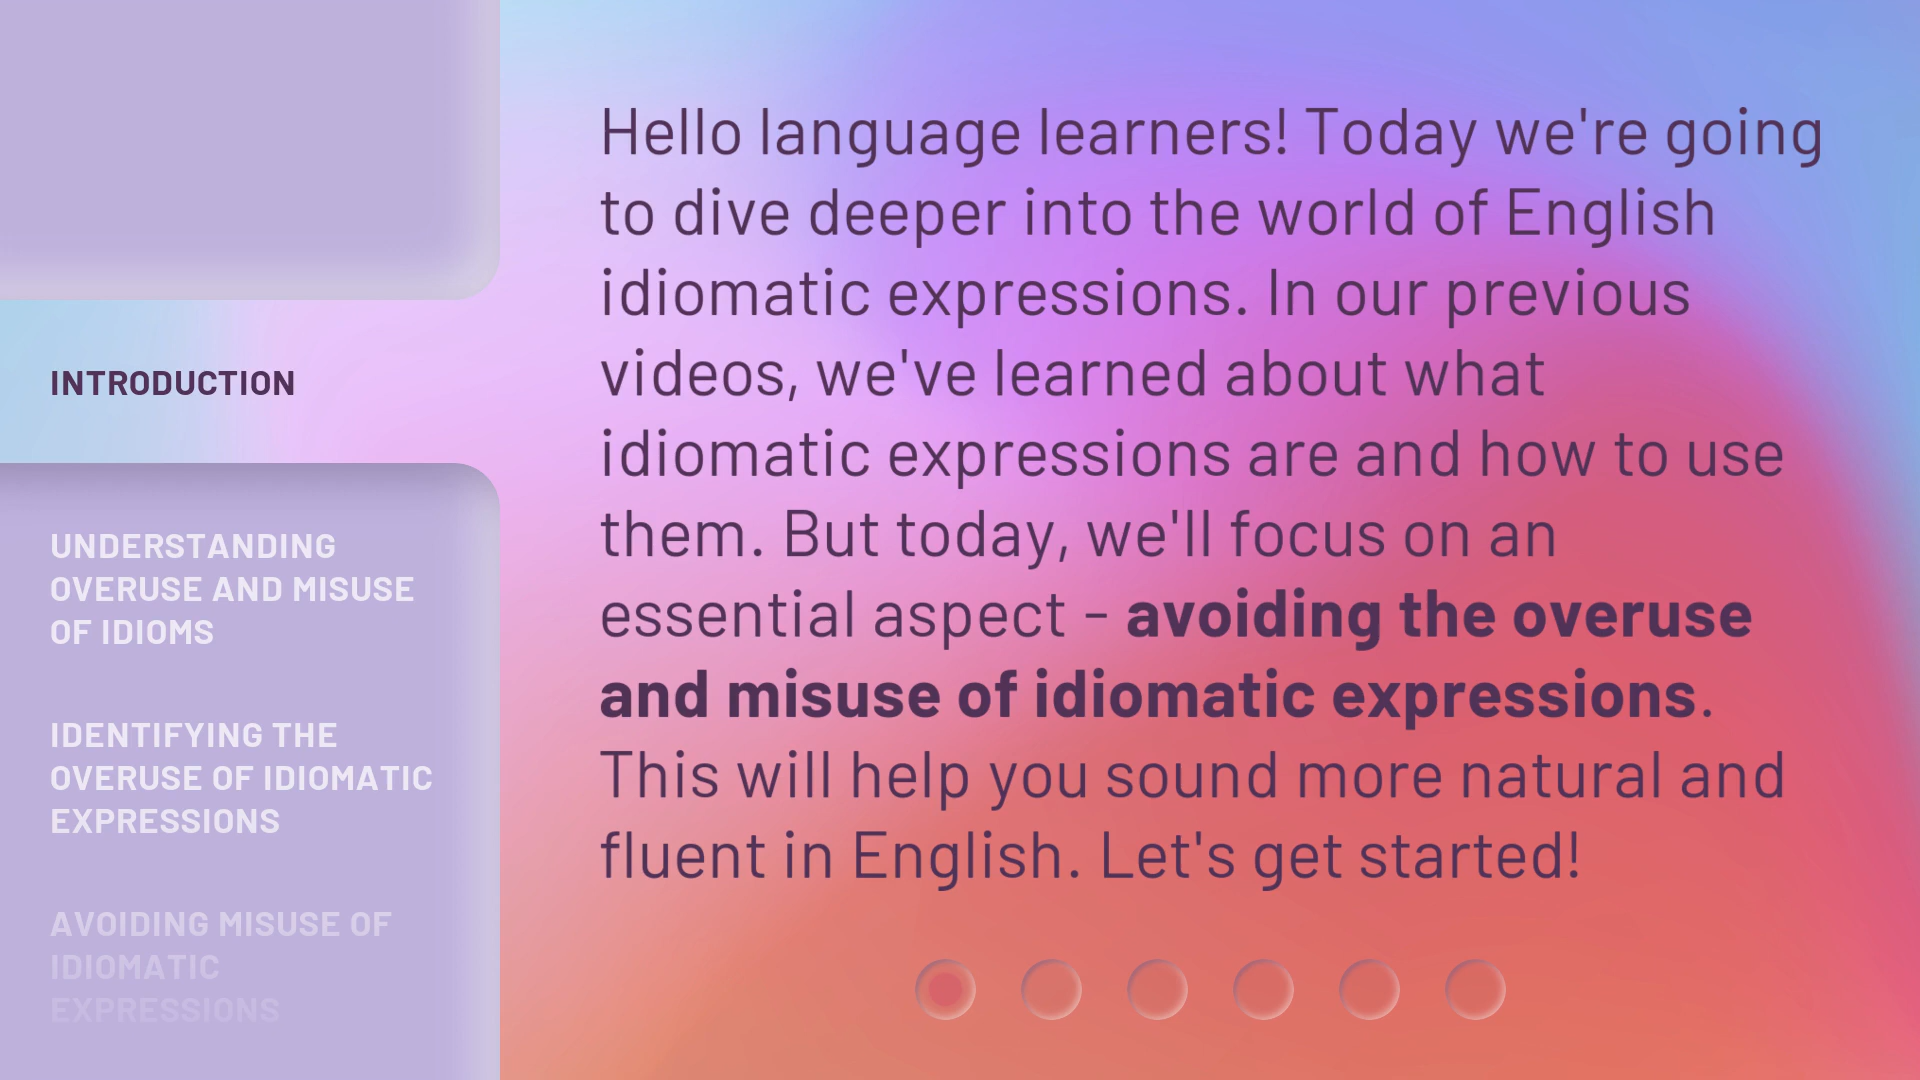 INTRODUCTION
UNDERSTANDING
OVERUSE AND MISUSE
OF IDIOMS
IDENTIFYING THE
OVERUSE OF IDIOMATIC
EXPRESSIONS
AVOIDING MISUSE OF
IDIOMATIC
EXPRESSIONS
Hello language learners! Today we're going
to dive deeper into the world of English
idiomatic expressions. In our previous
videos, we've learned about what
idiomatic expressions are and how to use
them. But today, we'll focus on an
essential aspect - avoiding the overuse
and misuse of idiomatic expressions.
This will help you sound more natural and
fluent in English. Let's get started!